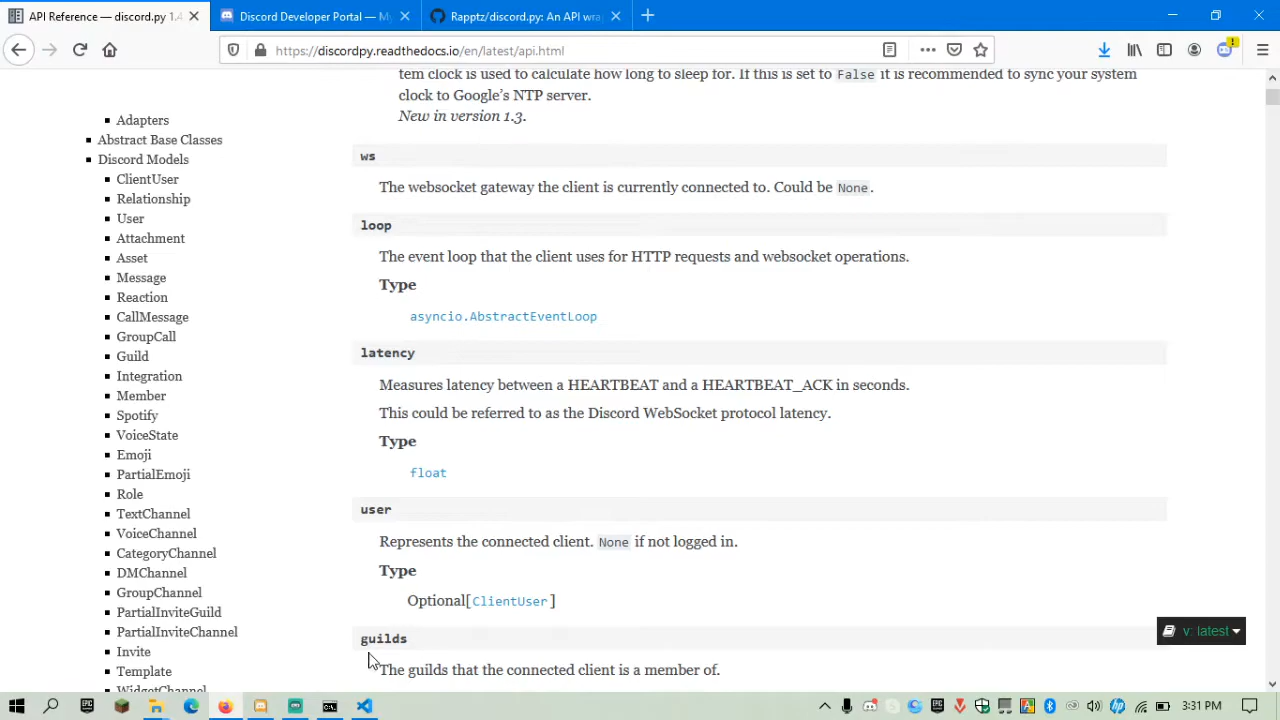 API Reference — discord.py 1.4.
Discord Developer Portal — My
Rapptz/discord.py: An API wra
https://discordpy.readthedocs.io/en/latest/api.html
tem clock is used to calculate how long to sleep for. If this is set to False it is recommended to sync your system
clock to Google's NTP server.
New in version 1.3.
Adapters
Abstract Base Classes
Discord Models
ClientUser
Relationship
User
Attachment
Asset
Message
Reaction
CallMessage
GroupCall
Guild
Integration
Member
Spotify
VoiceState
Emoji
PartialEmoji
Role
TextChannel
VoiceChannel
CategoryChannel
DMChannel
GroupChannel
PartialInviteGuild
PartialInviteChannel
Invite
Template
WidgetChannel
ws
The websocket gateway the client is currently connected to. Could be None.
loop
The event loop that the client uses for HTTP requests and websocket operations.
Type
asyncio.AbstractEventLoop
latency
Measures latency between a HEARTBEAT and a HEARTBEAT_ACK in seconds.
This could be referred to as the Discord WebSocket protocol latency.
Type
float
user
Represents the connected client. None if not logged in.
Type
Optional[ClientUser]
guilds
The guilds that the connected client is a member of.
v: latest
3:31 PM